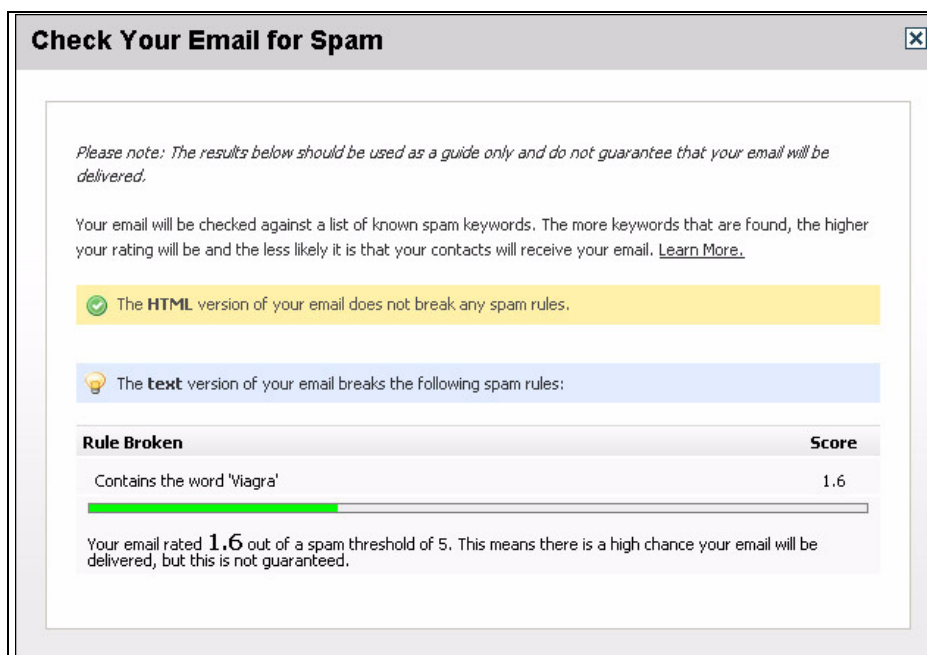 Check Your Email for Spam
Please note: The results below should be used as a guide only and do not guarantee that your email will be
delivered.
Your email will be checked against a list of known spam keywords. The more keywords that are found, the higher
your rating will be and the less likely it is that your contacts will receive your email. Learn More.
The HTML version of your email does not break any spam rules.
The text version of your email breaks the following spam rules:
Rule Broken Score
Contains the word 'Viagra' 1.6
Your email rated 1.6 out of a spam threshold of 5. This means there is a high chance your email will be
delivered, but this is not guaranteed.